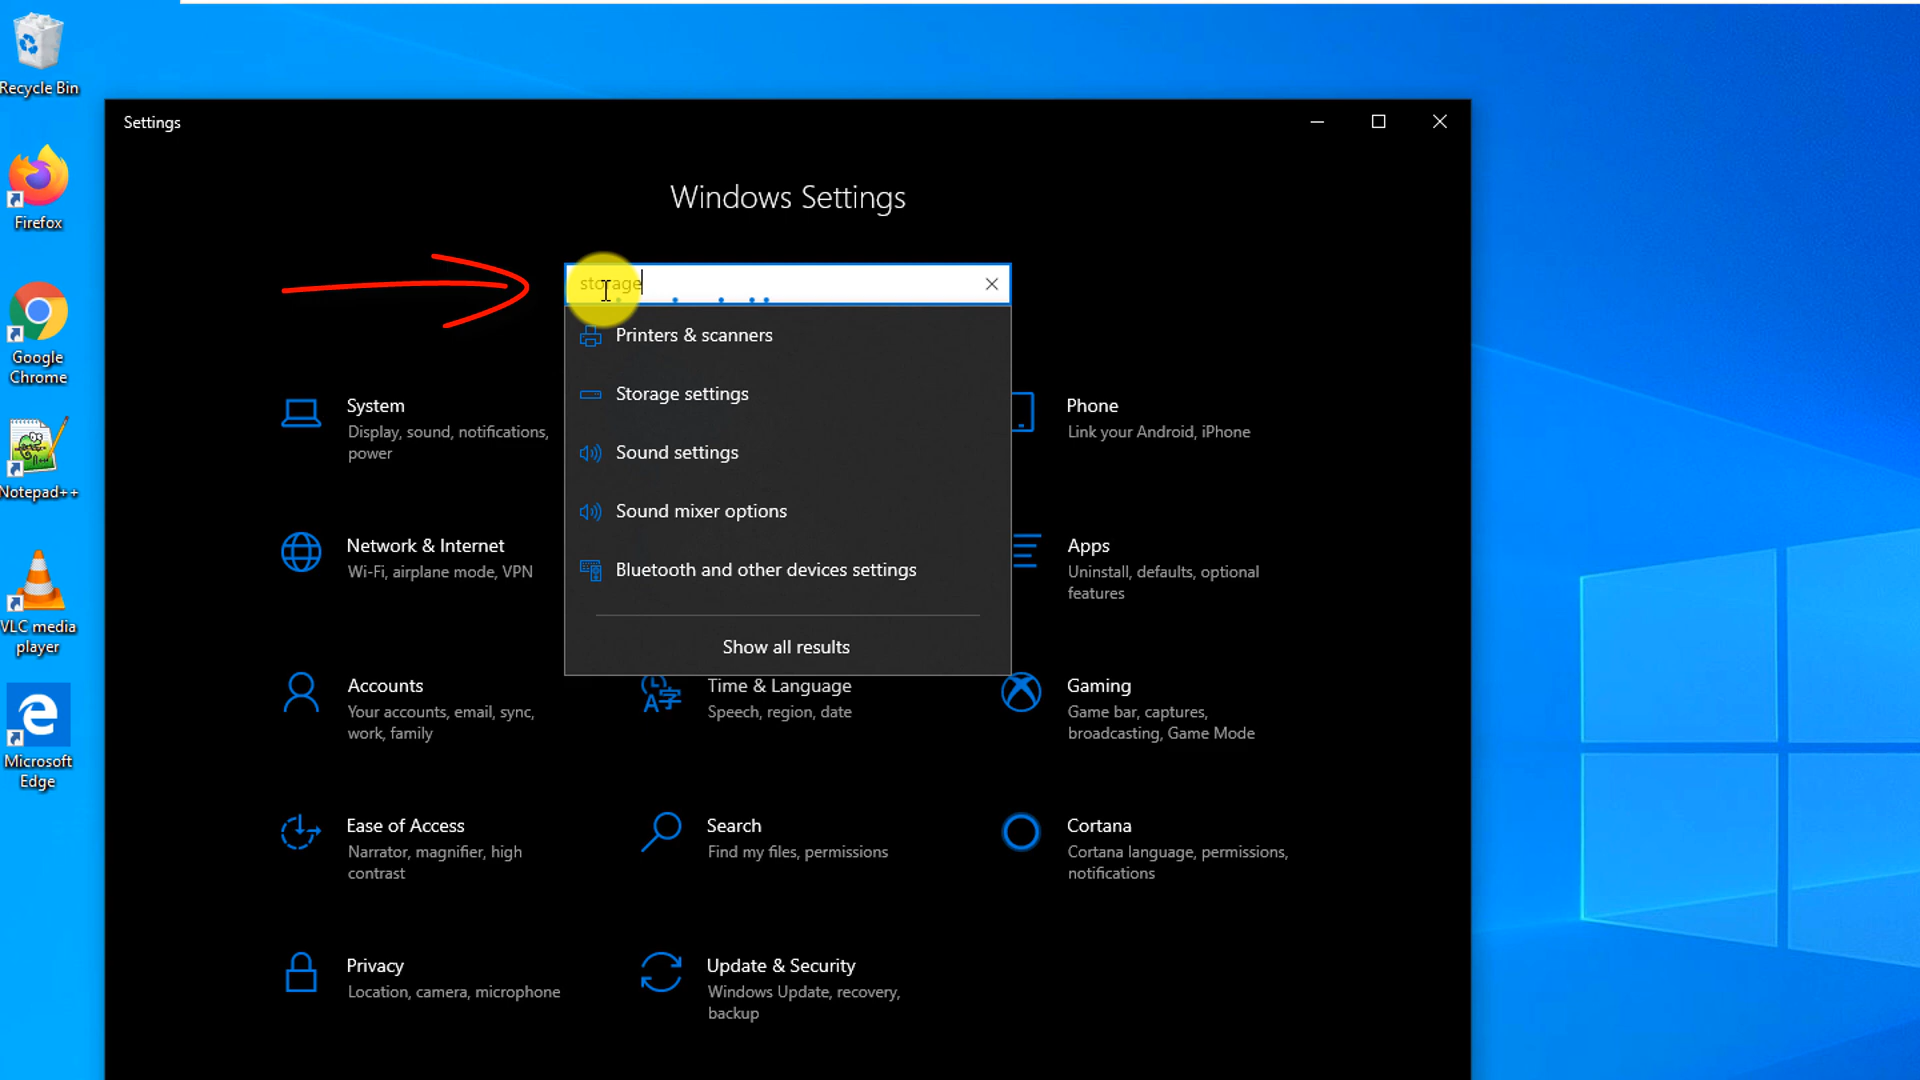 Recycle Bin
Firefox
Google
Chrome
Notepad++
VLC media
player
Microsoft
Edge
Settings
Windows Settings
storage
Printers & scanners
Storage settings
Sound settings
Sound mixer options
Bluetooth and other devices settings
Show all results
System
Display, sound, notifications,
power
Phone
Link your Android, iPhone
Network & Internet
Wi-Fi, airplane mode, VPN
Apps
Uninstall, defaults, optional
features
Accounts
Your accounts, email, sync,
work, family
Time & Language
Speech, region, date
Gaming
Game bar, captures,
broadcasting, Game Mode
Ease of Access
Narrator, magnifier, high
contrast
Search
Find my files, permissions
Cortana
Cortana language, permissions,
notifications
Privacy
Location, camera, microphone
Update & Security
Windows Update, recovery,
backup